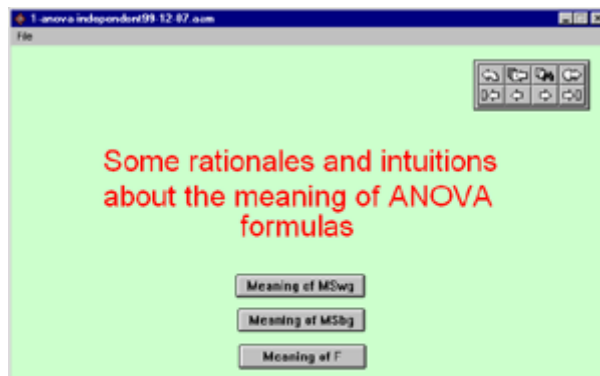 1-anova independent99-12-07.asm
File
Some rationales and intuitions
about the meaning of ANOVA
formulas
Meaning of MSwg
Meaning of MSbg
Meaning of F